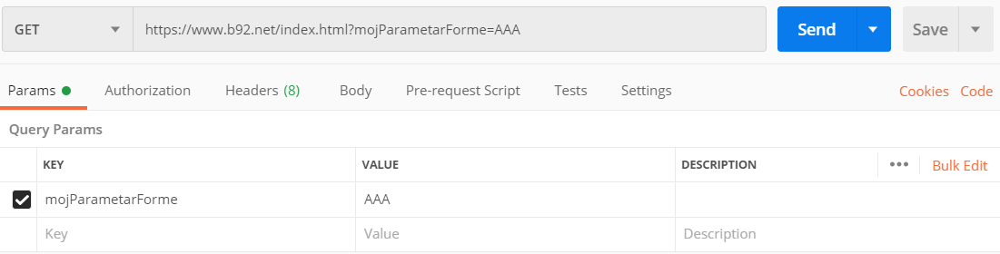 GET https://www.b92.net/index.html?mojParametarForme=AAA Send Save
Params Authorization Headers (8) Body Pre-request Script Tests Settings Cookies Code
Query Params
KEY VALUE DESCRIPTION ••• Bulk Edit
mojParametarForme AAA
Key Value Description